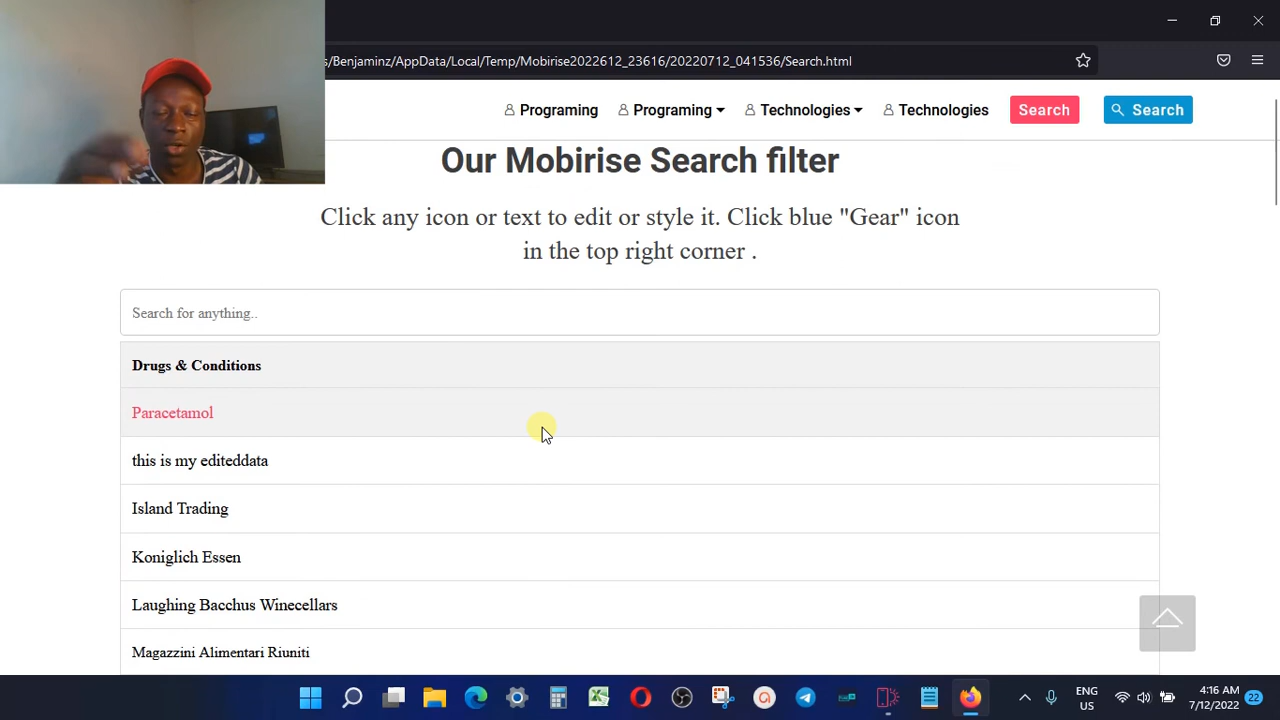 s/Benjaminz/AppData/Local/Temp/Mobirise2022612_23616/20220712_041536/Search.html
Programing Programing Technologies Technologies Search Search
Our Mobirise Search filter
Click any icon or text to edit or style it. Click blue "Gear" icon
in the top right corner .
Search for anything..
Drugs & Conditions
Paracetamol
this is my editeddata
Island Trading
Koniglich Essen
Laughing Bacchus Winecellars
Magazzini Alimentari Riuniti
ENG
US
4:16 AM
7/12/2022
22